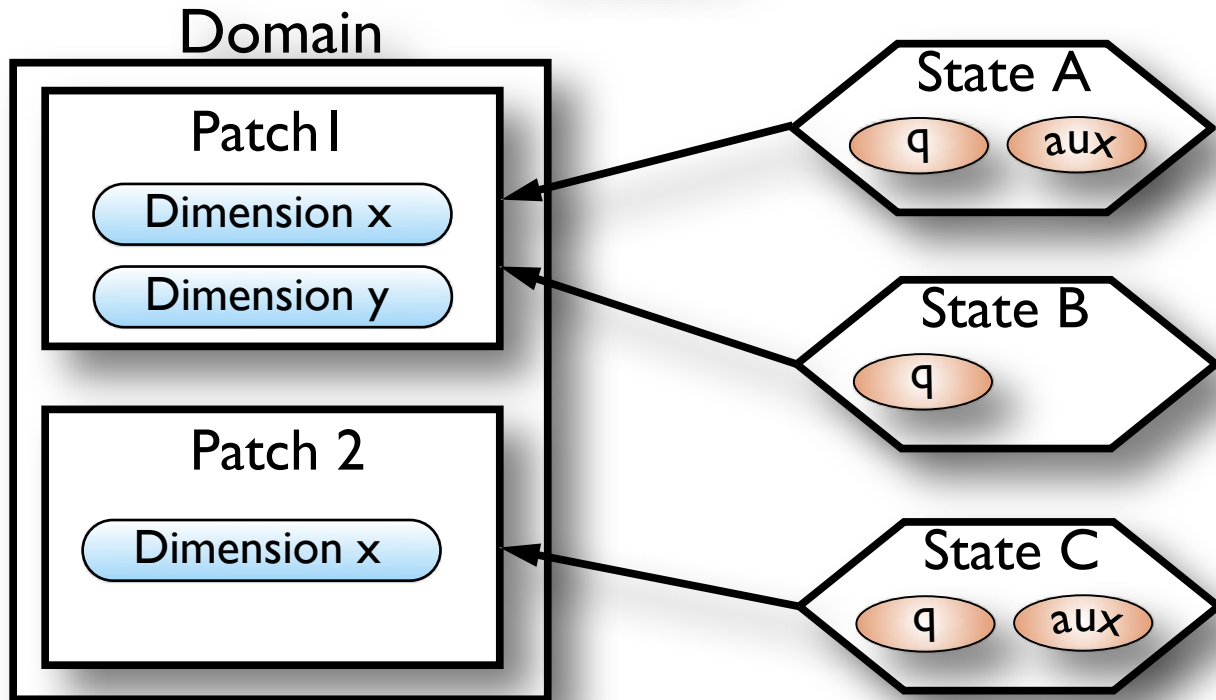 Domain
Patch1
Dimension x
Dimension y
Patch 2
Dimension x
State A
q aux
State B
q
State C
q aux